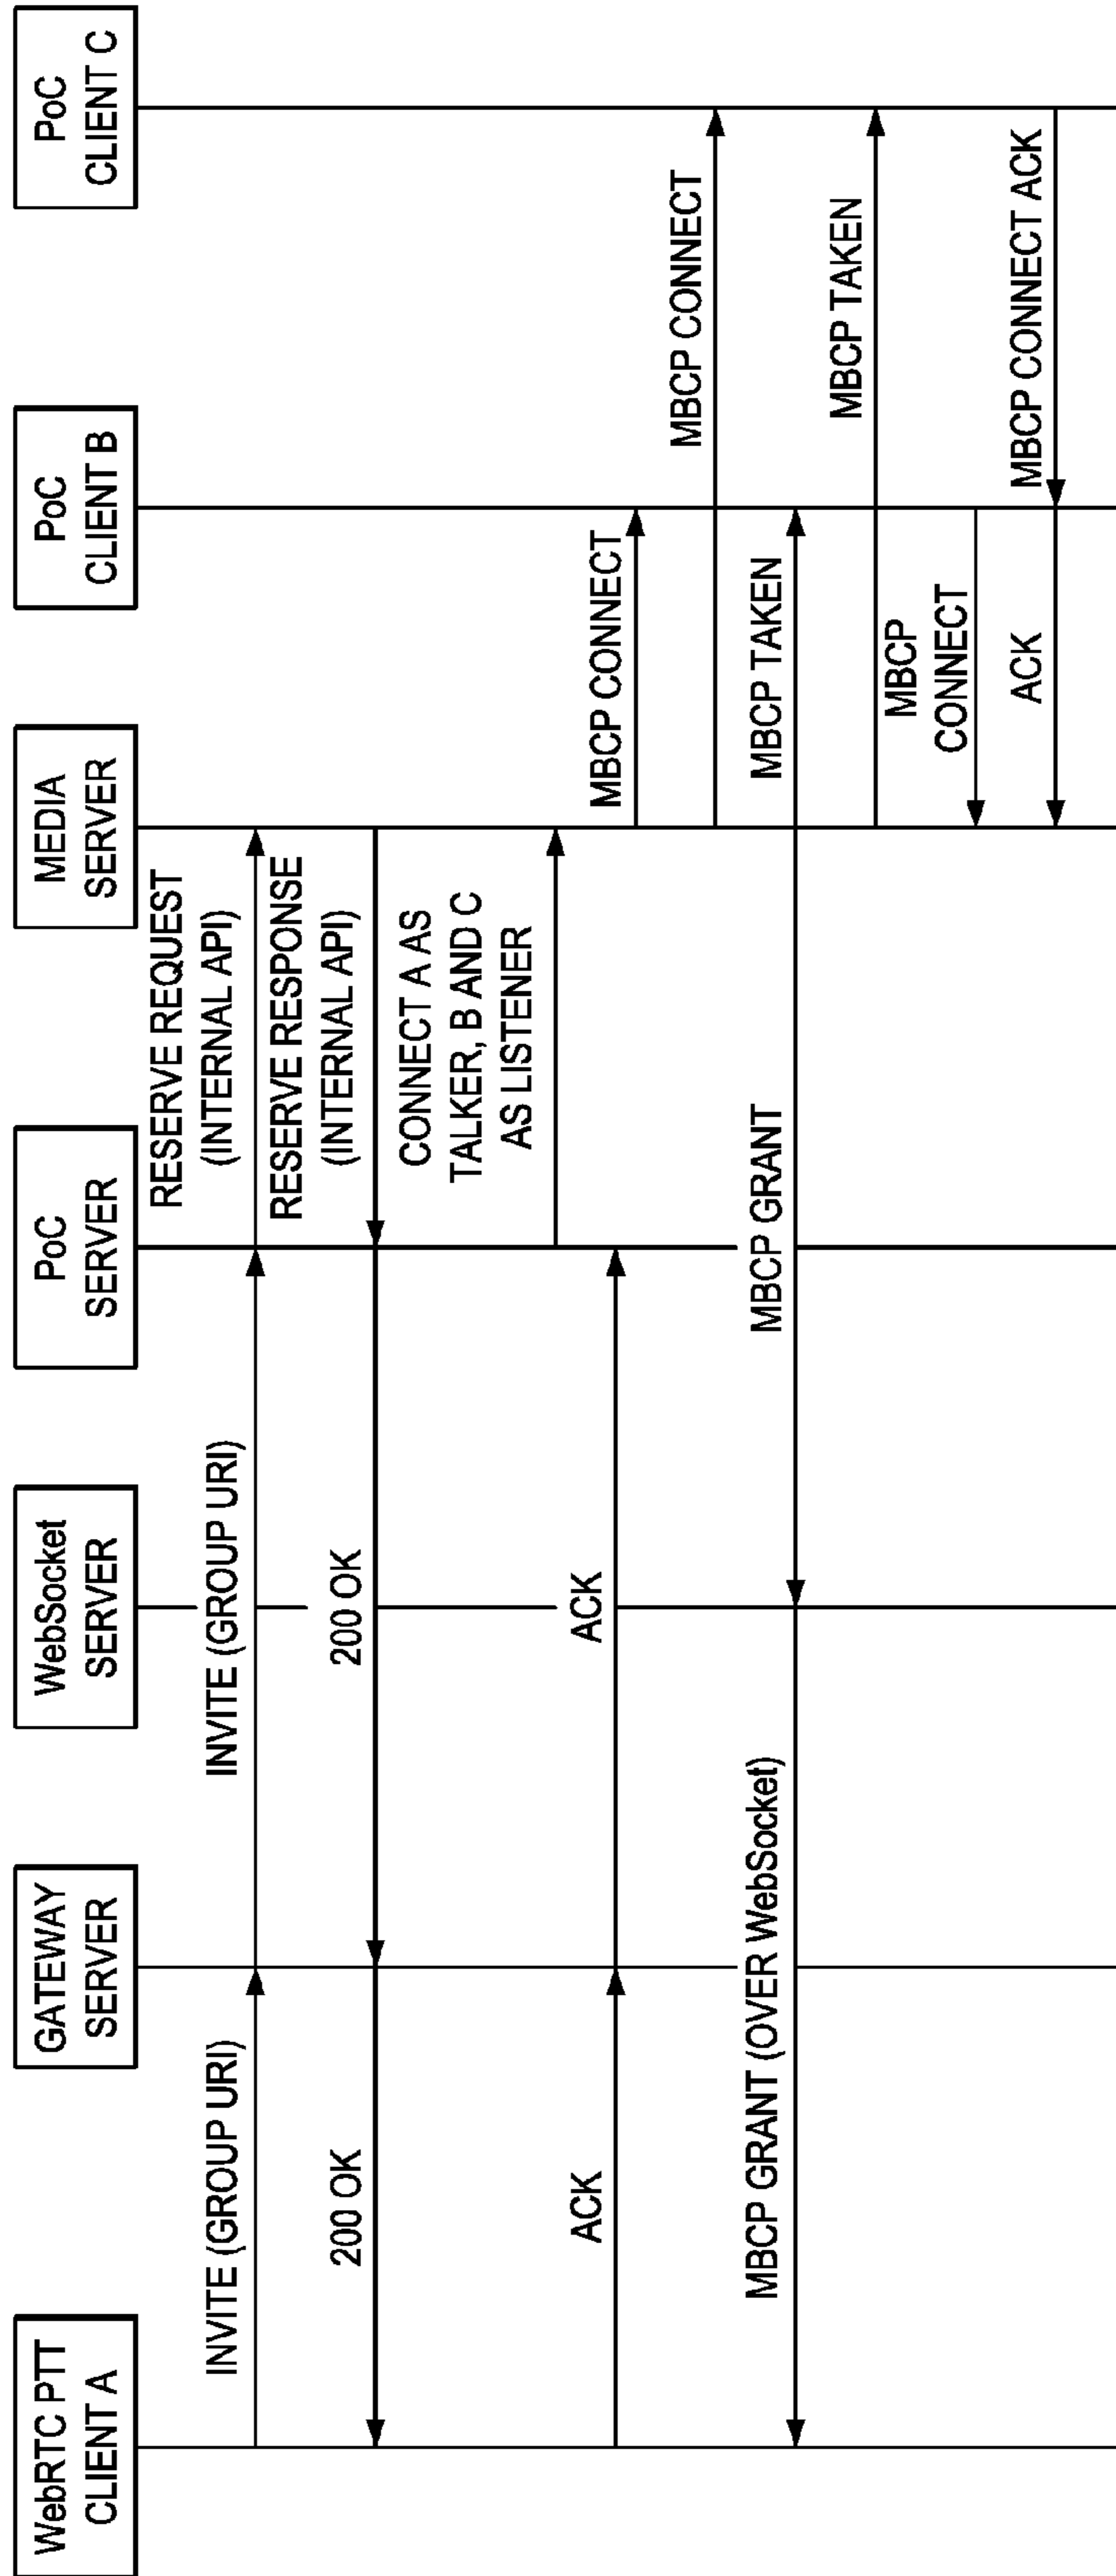 WebRTC PTT
CLIENT A
GATEWAY
SERVER
WebSocket
SERVER
PoC
SERVER
MEDIA
SERVER
PoC
CLIENT B
PoC
CLIENT C
INVITE (GROUP URI)
INVITE (GROUP URI)
RESERVE REQUEST
(INTERNAL API)
200 OK
200 OK
RESERVE RESPONSE
(INTERNAL API)
CONNECT A AS
TALKER, B AND C
AS LISTENER
ACK
ACK
MBCP CONNECT
MBCP CONNECT
MBCP GRANT (OVER WebSocket)
MBCP GRANT
MBCP TAKEN
MBCP TAKEN
MBCP
CONNECT
ACK
MBCP CONNECT ACK